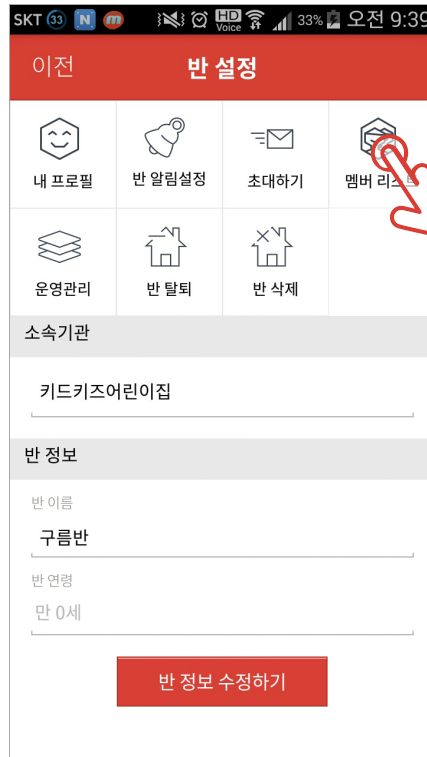 SKT 33 N m HD Voice 33% 오전 9:39
이전 반 설정
내 프로필 반 알림설정 초대하기 멤버 리스트
운영관리 반 탈퇴 반 삭제
소속기관
키드키즈어린이집
반 정보
반 이름
구름반
반 연령
만 0세
반 정보 수정하기